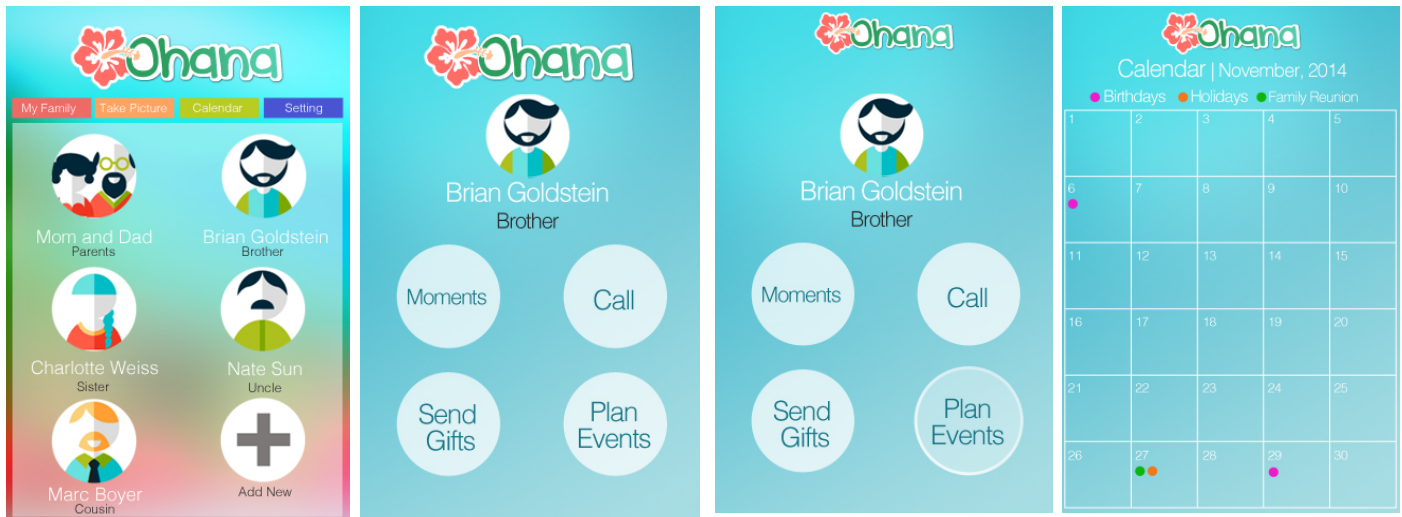 Ohana
My Family Take Picture Calendar Setting
Mom and Dad
Parents
Brian Goldstein
Brother
Charlotte Weiss
Sister
Nate Sun
Uncle
Marc Boyer
Cousin
Add New
Ohana
Brian Goldstein
Brother
Moments
Call
Send
Gifts
Plan
Events
Ohana
Brian Goldstein
Brother
Moments
Call
Send
Gifts
Plan
Events
Ohana
Calendar | November, 2014
Birthdays Holidays Family Reunion
1 2 3 4 5
6 7 8 9 10
11 12 13 14 15
16 17 18 19 20
21 22 23 24 25
26 27 28 29 30